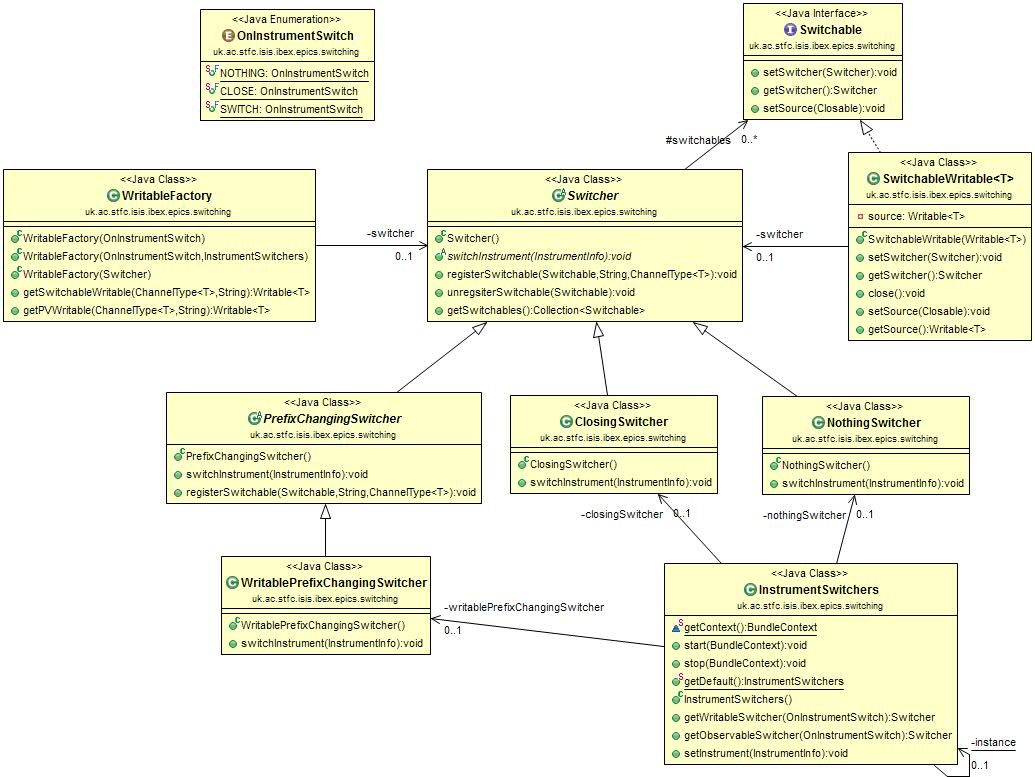 <<Java Enumeration>>
OnInstrumentSwitch
uk.ac.stfc.isis.ibex.epics.switching
NOTHING: OnInstrumentSwitch
CLOSE: OnInstrumentSwitch
SWITCH: OnInstrumentSwitch
<<Java Interface>>
Switchable
uk.ac.stfc.isis.ibex.epics.switching
setSwitcher(Switcher):void
getSwitcher():Switcher
setSource(Closable):void
#switchables 0..*
<<Java Class>>
WritableFactory
uk.ac.stfc.isis.ibex.epics.switching
WritableFactory(OnInstrumentSwitch)
WritableFactory(OnInstrumentSwitch,InstrumentSwitchers)
WritableFactory(Switcher)
getSwitchableWritable(ChannelType<T>,String):Writable<T>
getPVWritable(ChannelType<T>,String):Writable<T>
-switcher
0..1
<<Java Class>>
Switcher
uk.ac.stfc.isis.ibex.epics.switching
Switcher()
switchInstrument(InstrumentInfo):void
registerSwitchable(Switchable,String,ChannelType<T>):void
unregsiterSwitchable(Switchable):void
getSwitchables():Collection<Switchable>
-switcher
0..1
<<Java Class>>
SwitchableWritable<T>
uk.ac.stfc.isis.ibex.epics.switching
source: Writable<T>
SwitchableWritable(Writable<T>)
setSwitcher(Switcher):void
getSwitcher():Switcher
close():void
setSource(Closable):void
getSource():Writable<T>
<<Java Class>>
PrefixChangingSwitcher
uk.ac.stfc.isis.ibex.epics.switching
PrefixChangingSwitcher()
switchInstrument(InstrumentInfo):void
registerSwitchable(Switchable,String,ChannelType<T>):void
<<Java Class>>
ClosingSwitcher
uk.ac.stfc.isis.ibex.epics.switching
ClosingSwitcher()
switchInstrument(InstrumentInfo):void
<<Java Class>>
NothingSwitcher
uk.ac.stfc.isis.ibex.epics.switching
NothingSwitcher()
switchInstrument(InstrumentInfo):void
-closingSwitcher 0..1
-nothingSwitcher 0..1
<<Java Class>>
WritablePrefixChangingSwitcher
uk.ac.stfc.isis.ibex.epics.switching
WritablePrefixChangingSwitcher()
switchInstrument(InstrumentInfo):void
-writablePrefixChangingSwitcher
0..1
<<Java Class>>
InstrumentSwitchers
uk.ac.stfc.isis.ibex.epics.switching
getContext():BundleContext
start(BundleContext):void
stop(BundleContext):void
getDefault():InstrumentSwitchers
InstrumentSwitchers()
getWritableSwitcher(OnInstrumentSwitch):Switcher
getObservableSwitcher(OnInstrumentSwitch):Switcher
setInstrument(InstrumentInfo):void
-instance
0..1